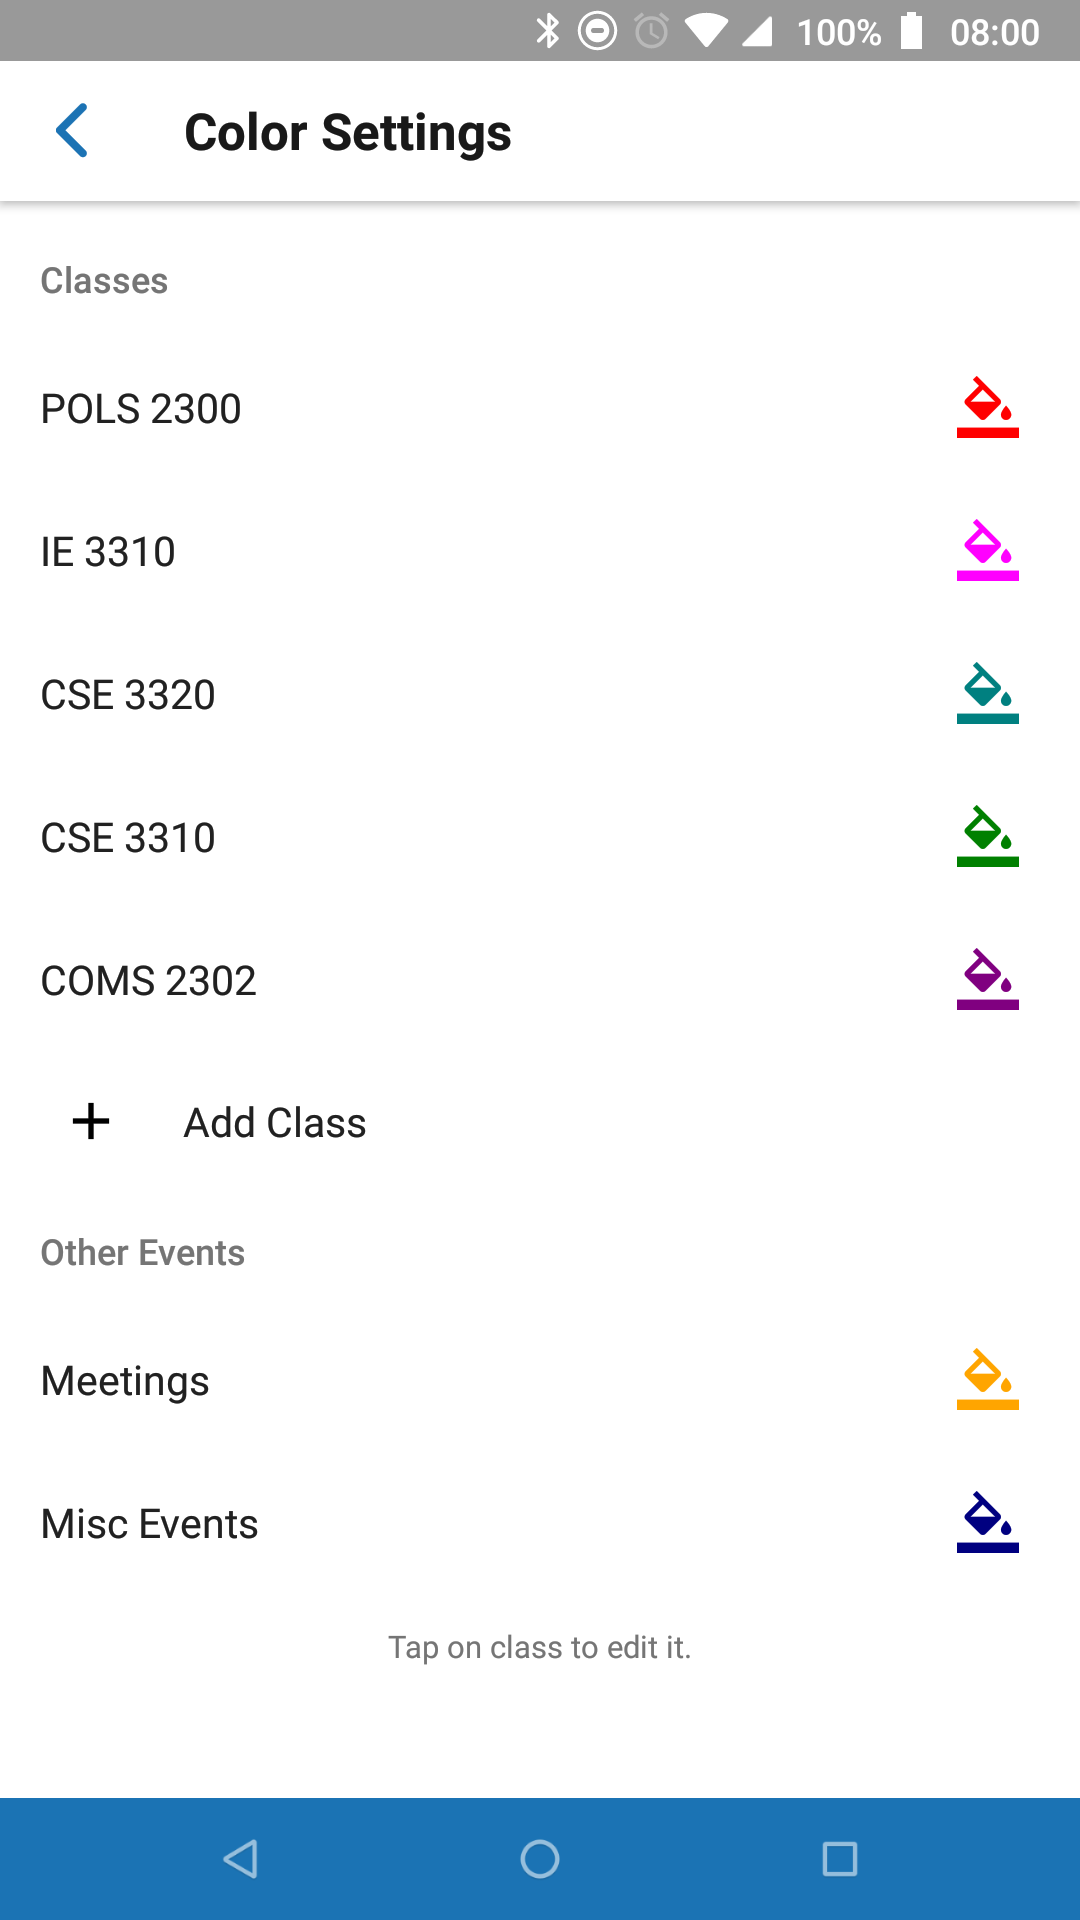 100% 08:00
Color Settings
Classes
POLS 2300
IE 3310
CSE 3320
CSE 3310
COMS 2302
Add Class
Other Events
Meetings
Misc Events
Tap on class to edit it.